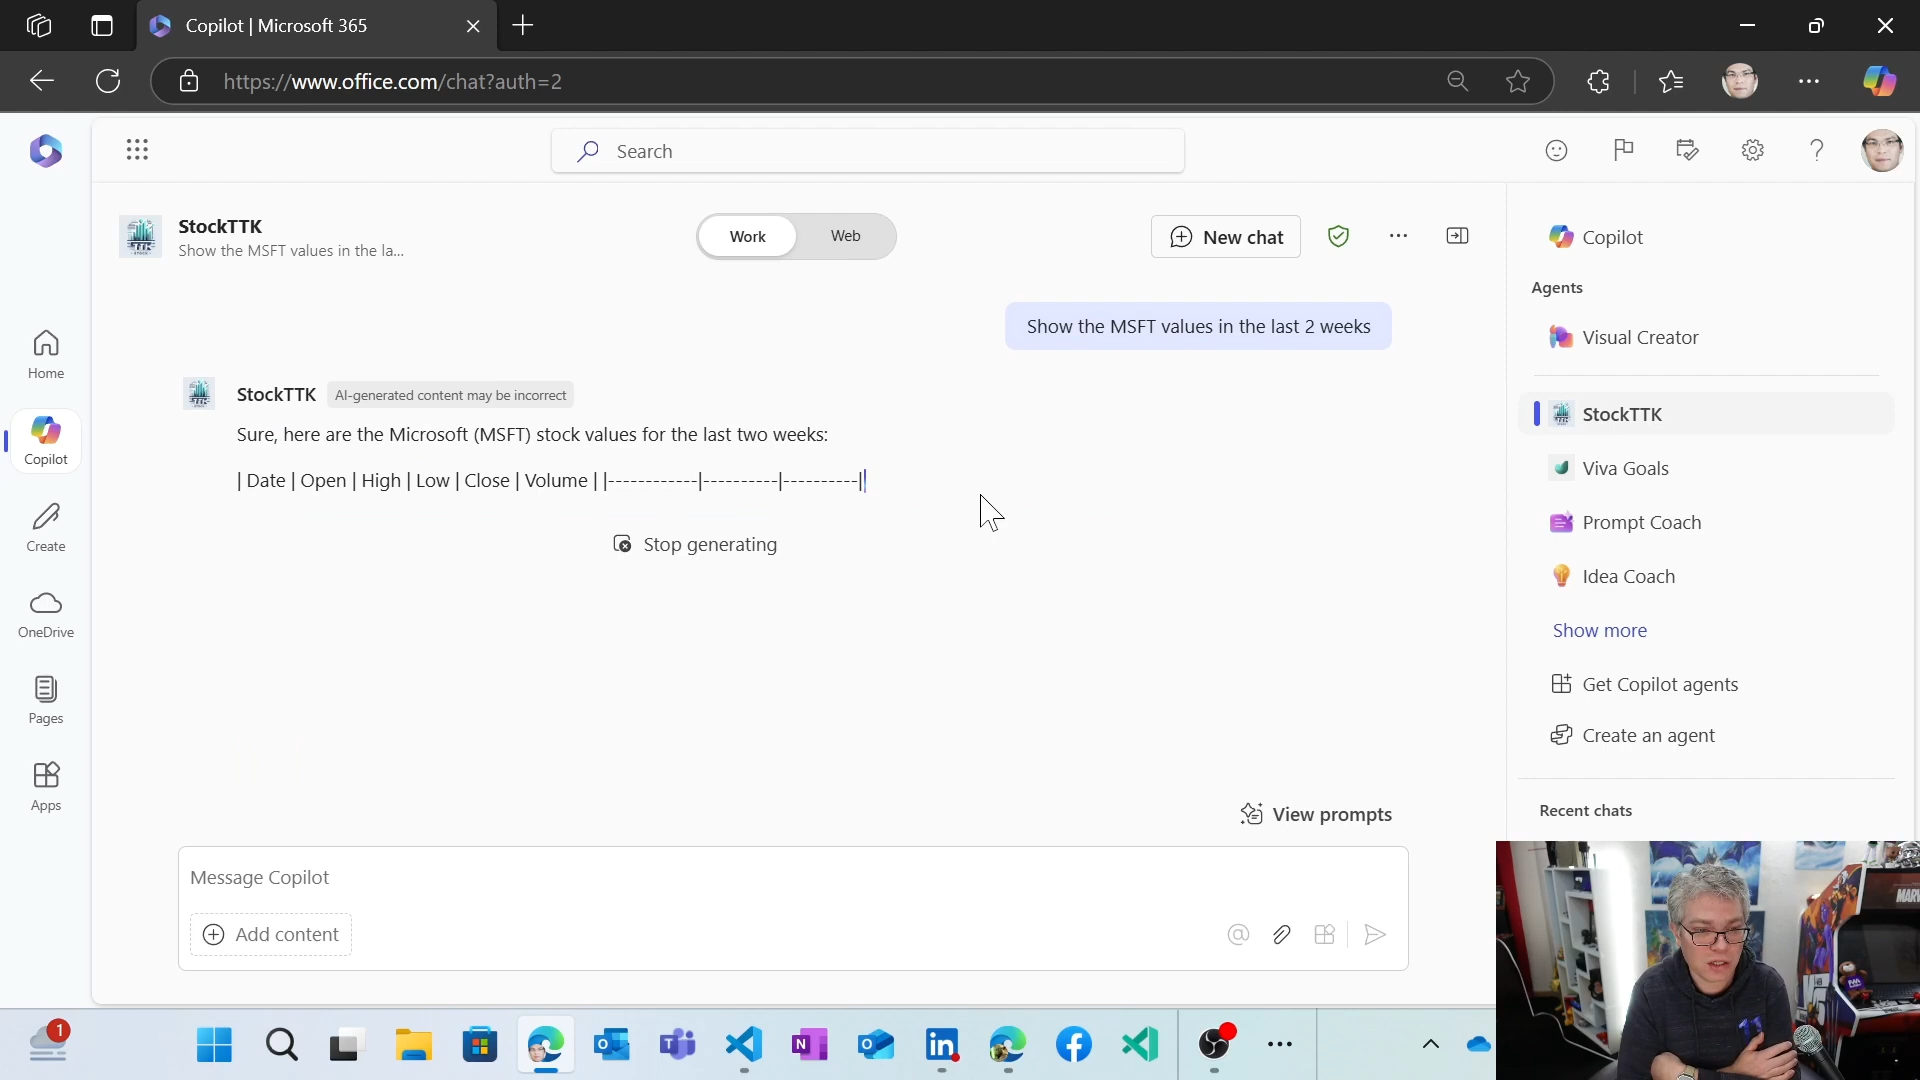 Copilot | Microsoft 365
https://www.office.com/chat?auth=2
Search
StockTTK
Show the MSFT values in the la...
Work
Web
New chat
Copilot
Agents
Visual Creator
StockTTK
Viva Goals
Prompt Coach
Idea Coach
Show more
Get Copilot agents
Create an agent
Recent chats
Home
Copilot
Create
OneDrive
Pages
Apps
Show the MSFT values in the last 2 weeks
StockTTK
AI-generated content may be incorrect
Sure, here are the Microsoft (MSFT) stock values for the last two weeks:
| Date | Open | High | Low | Close | Volume | |------------|----------|----------|
Stop generating
View prompts
Message Copilot
Add content
1
MARV